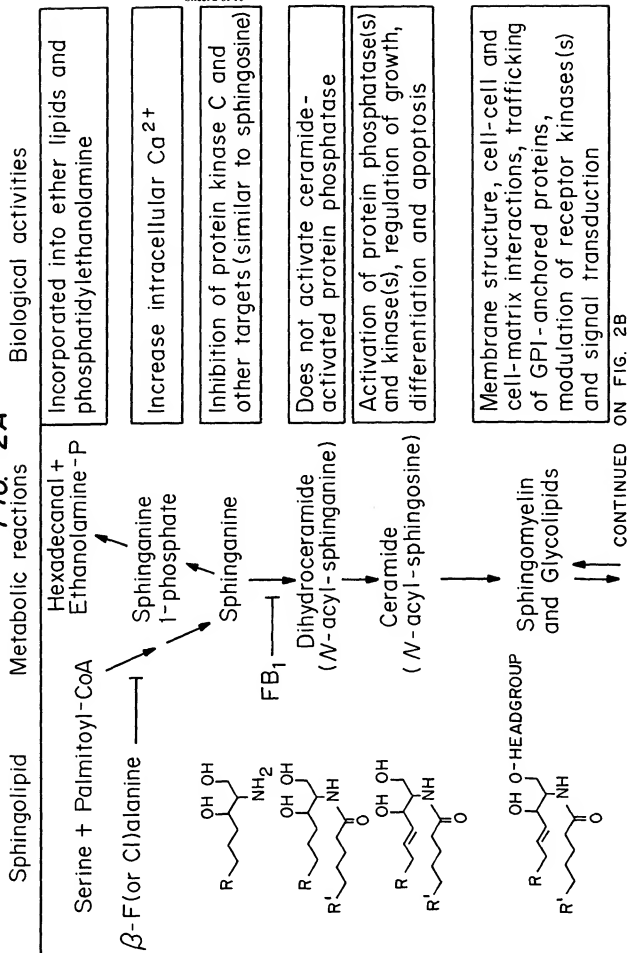 FIG. 2A
Sphingolipid Metabolic reactions Biological activities
Serine + Palmitoyl-CoA
β-F(or Cl)alanine
Hexadecanal +
Ethanolamine-P
Incorporated into ether lipids and
phosphatidylethanolamine
Sphinganine
1-phosphate
Increase intracellular Ca2+
OH OH
R
NH2
Sphinganine
Inhibition of protein kinase C and
other targets (similar to sphingosine)
FB1
OH OH
R
NH
R'
O
Dihydroceramide
(N-acyl-sphinganine)
Does not activate ceramide-
activated protein phosphatase
OH OH
R
NH
R'
O
Ceramide
(N-acyl-sphingosine)
Activation of protein phosphatase(s)
and kinase(s), regulation of growth,
differentiation and apoptosis
OH O-HEADGROUP
R
NH
R'
O
Sphingomyelin
and Glycolipids
Membrane structure, cell-cell and
cell-matrix interactions, trafficking
of GPI-anchored proteins,
modulation of receptor kinases(s)
and signal transduction
CONTINUED ON FIG. 2B